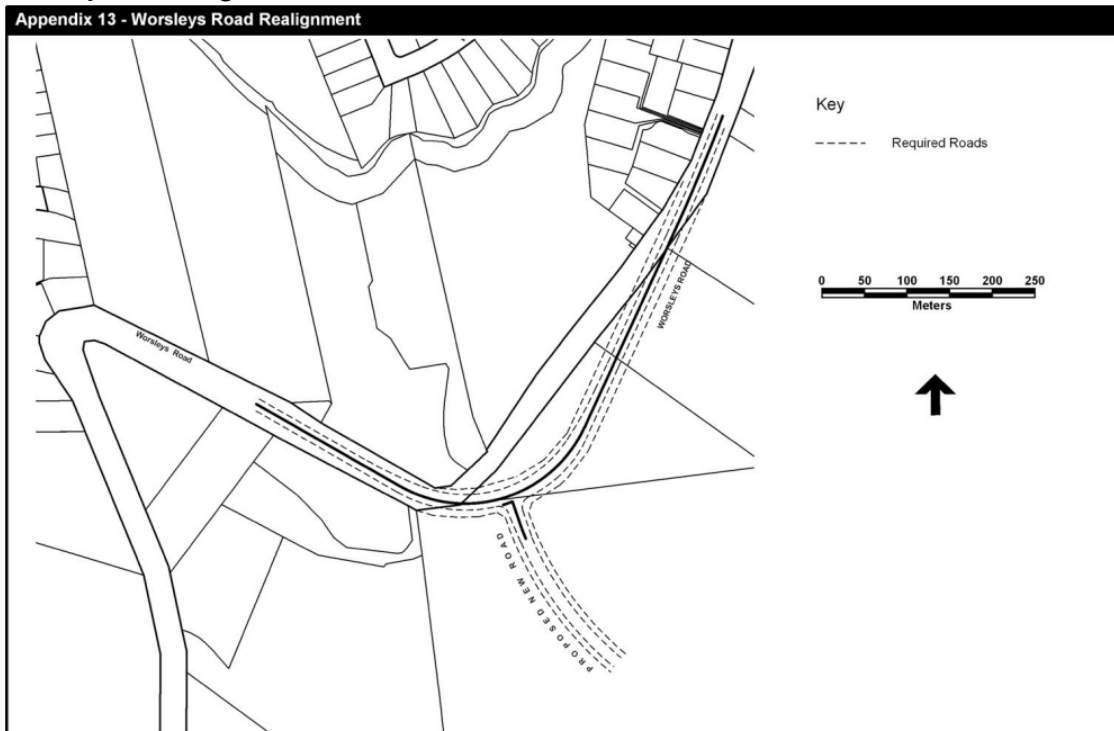 Appendix 13 - Worsleys Road Realignment
Key
Required Roads
0 50 100 150 200 250
Meters
WORSLEYS ROAD
Worsleys Road
PROPOSED NEW ROAD